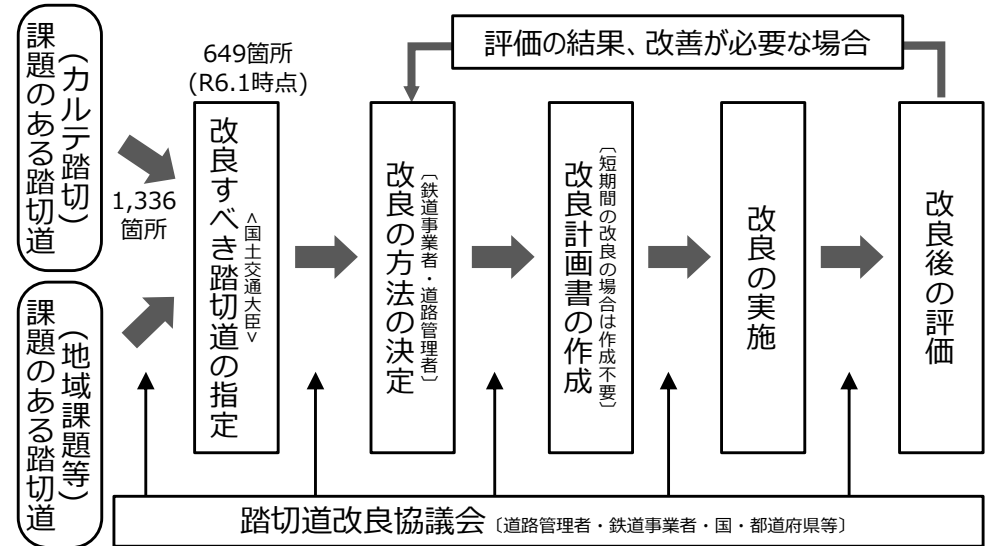 課題のある踏切道
（カルテ踏切）
1,336
箇所
課題のある踏切道
（地域課題等）
649箇所
(R6.1時点)
改良すべき踏切道の指定
<国土交通大臣>
改良の方法の決定
〔鉄道事業者・道路管理者〕
改良計画書の作成
〔短期間の改良の場合は作成不要〕
改良の実施
改良後の評価
評価の結果、改善が必要な場合
踏切道改良協議会〔道路管理者・鉄道事業者・国・都道府県等〕